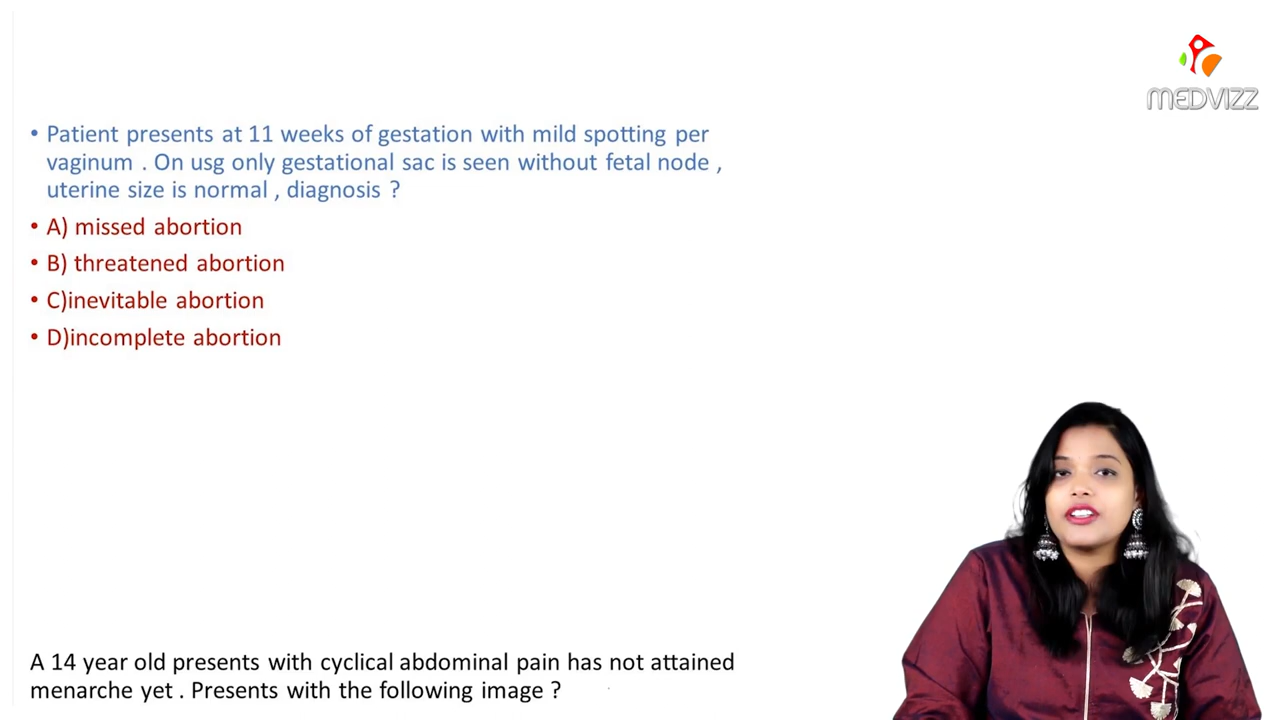 MEDVIZZ
• Patient presents at 11 weeks of gestation with mild spotting per
vaginum . On usg only gestational sac is seen without fetal node ,
uterine size is normal , diagnosis ?
• A) missed abortion
• B) threatened abortion
• C)inevitable abortion
• D)incomplete abortion
A 14 year old presents with cyclical abdominal pain has not attained
menarche yet . Presents with the following image ?